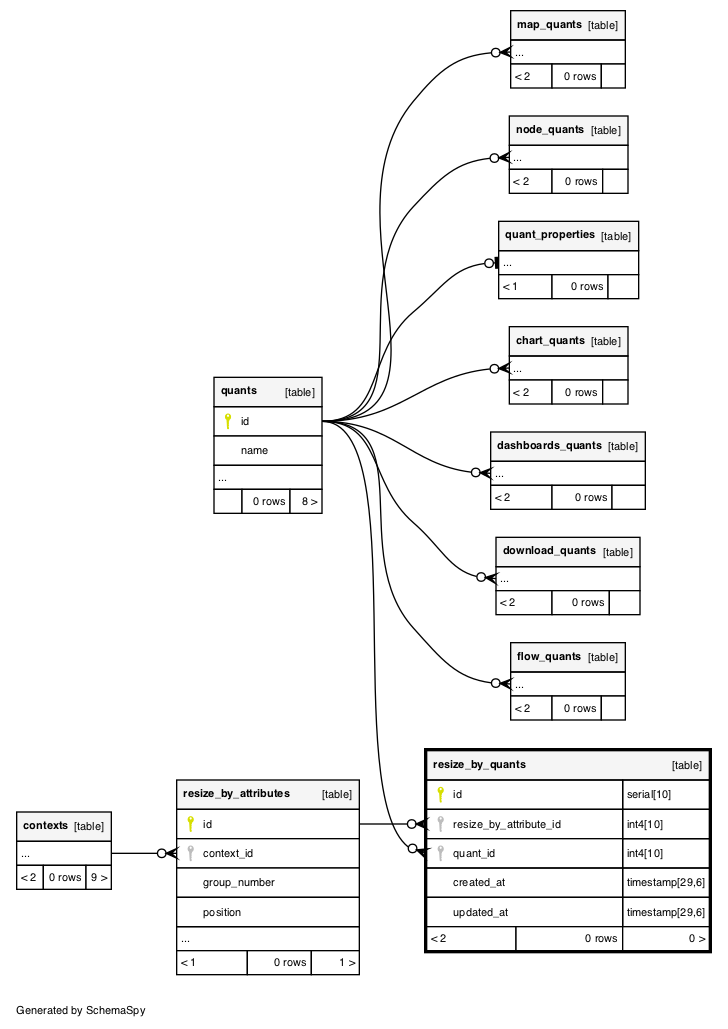 map_quants [table]
...
< 2 0 rows
node_quants [table]
...
< 2 0 rows
quant_properties [table]
...
< 1 0 rows
chart_quants [table]
...
< 2 0 rows
quants [table]
id
name
...
0 rows 8 >
dashboards_quants [table]
...
< 2 0 rows
download_quants [table]
...
< 2 0 rows
flow_quants [table]
...
< 2 0 rows
resize_by_quants [table]
id serial[10]
resize_by_attribute_id int4[10]
quant_id int4[10]
created_at timestamp[29,6]
updated_at timestamp[29,6]
< 2 0 rows 0 >
resize_by_attributes [table]
id
context_id
group_number
position
...
< 1 0 rows 1 >
contexts [table]
...
< 2 0 rows 9 >
Generated by SchemaSpy